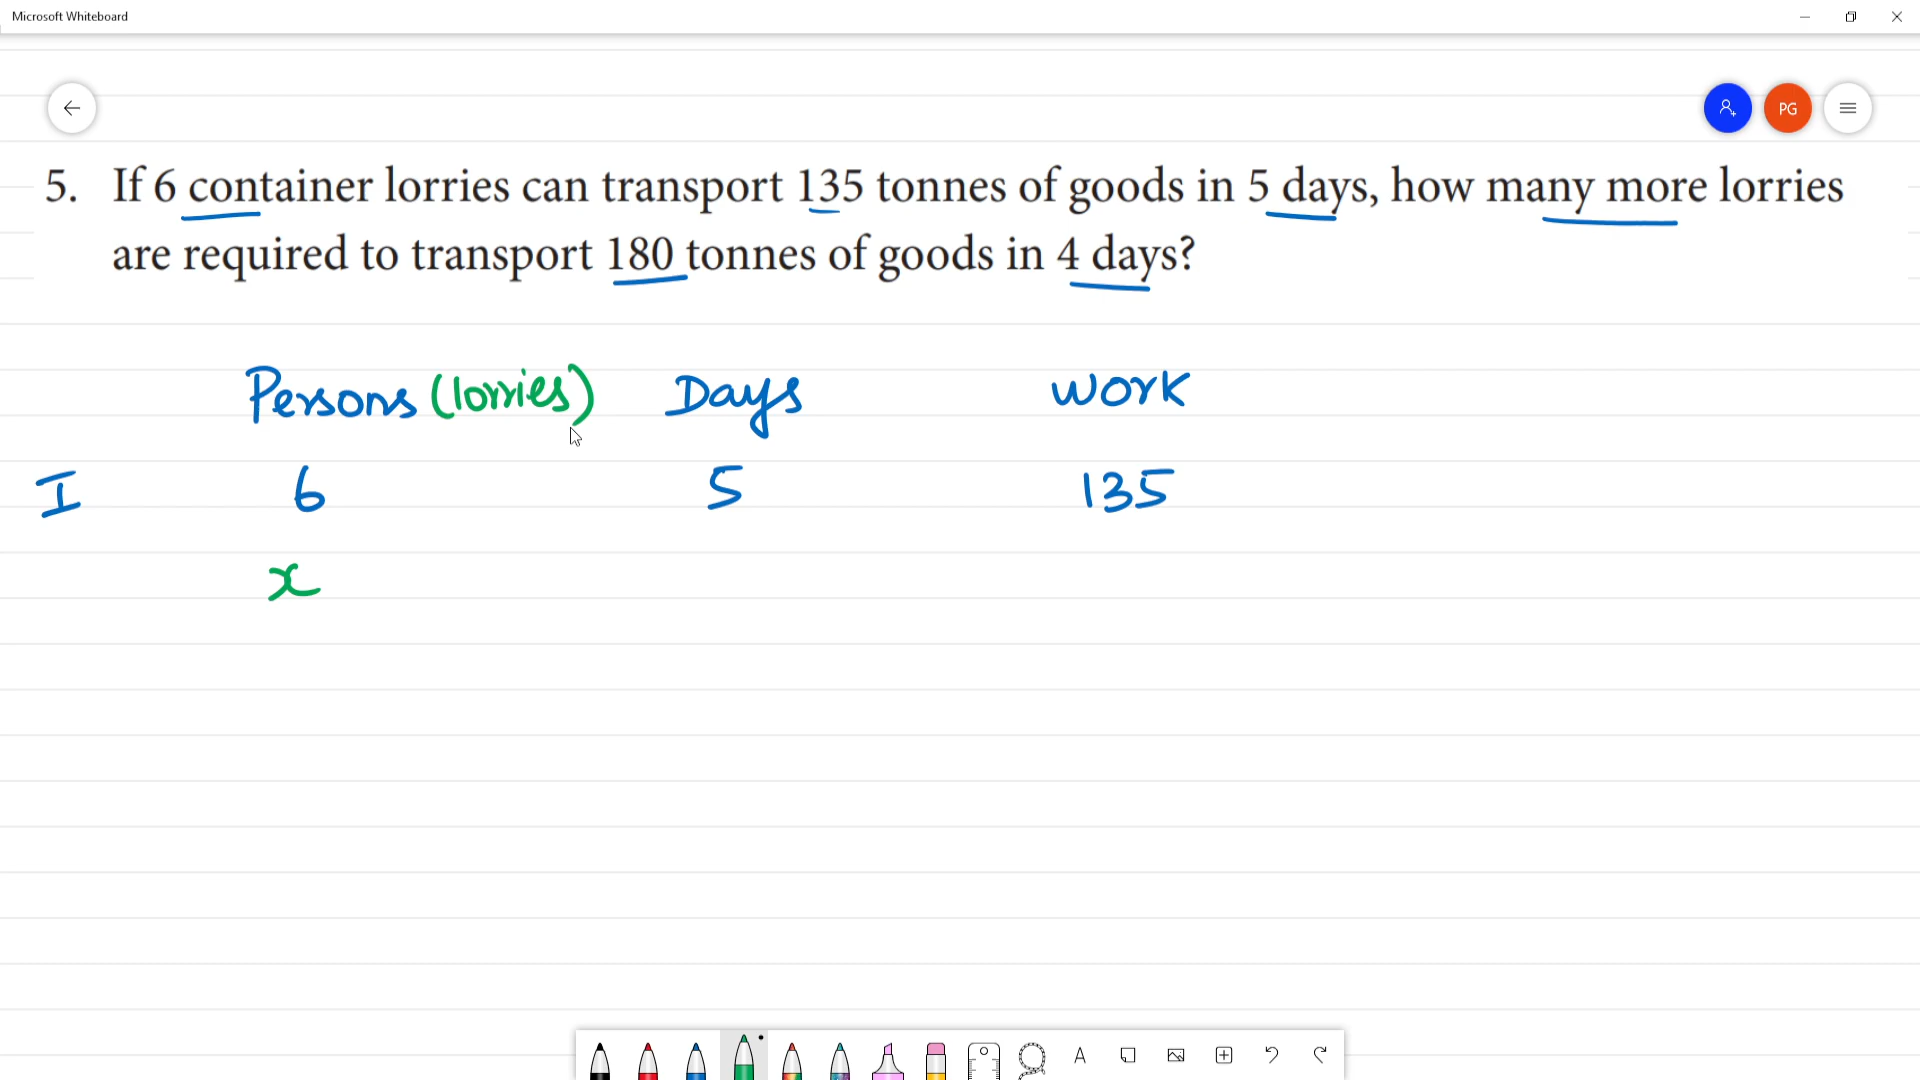 Microsoft Whiteboard
PG
5. If 6 container lorries can transport 135 tonnes of goods in 5 days, how many more lorries
are required to transport 180 tonnes of goods in 4 days?
Persons (lorries) Days work
I 6 5 135
x
A